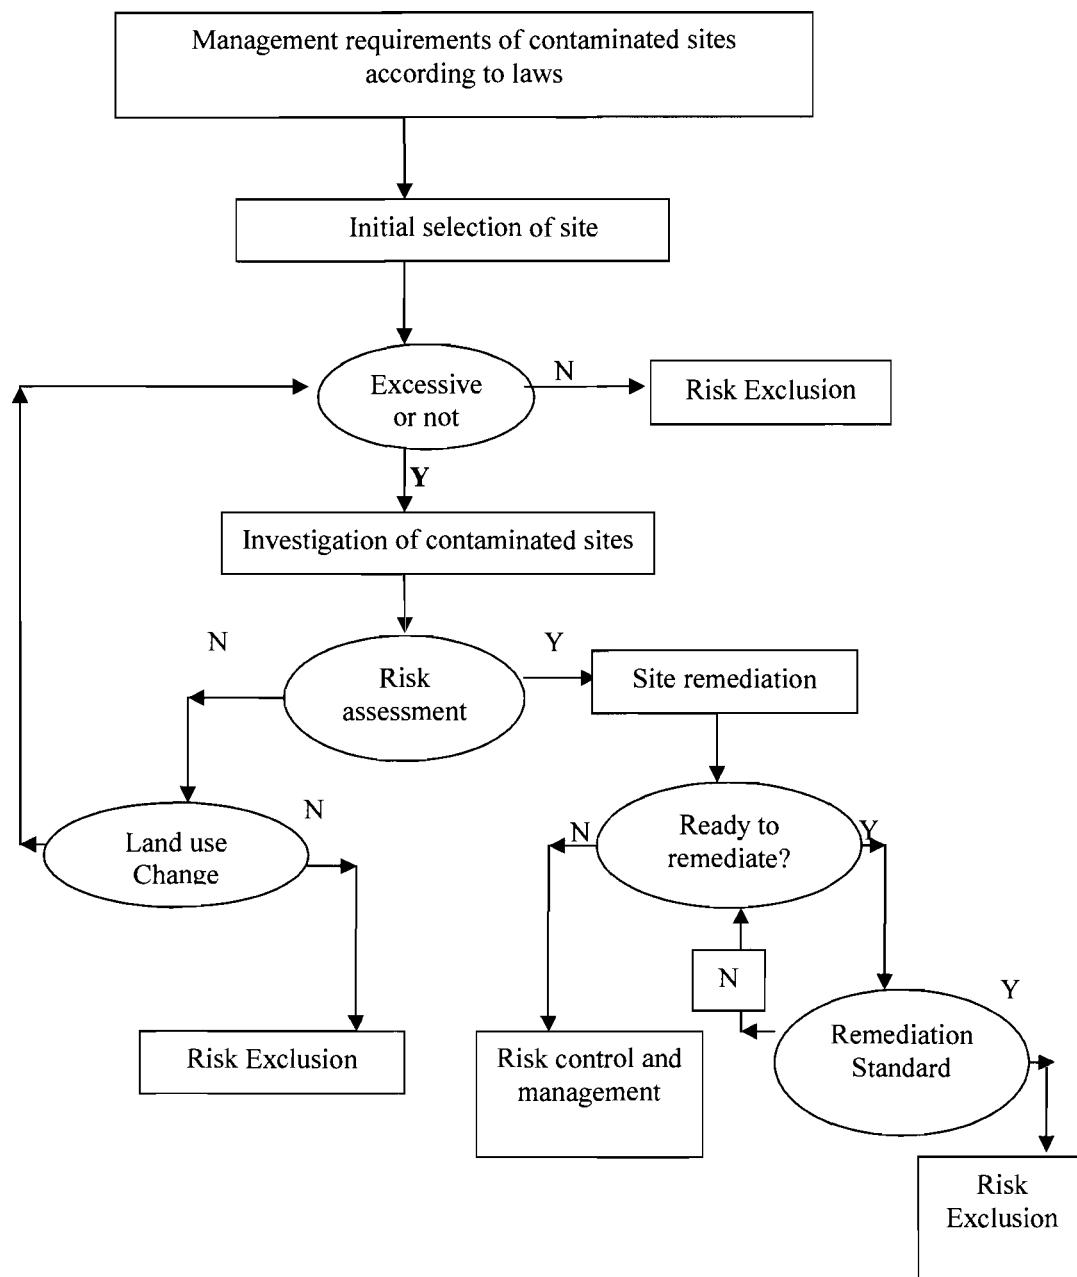 Management requirements of contaminated sites
according to laws
Initial selection of site
Excessive
or not
N
Risk Exclusion
Y
Investigation of contaminated sites
N
Y
Risk
assessment
Site remediation
N
Land use
Change
N
Ready to
remediate?
Y
N
Y
Risk Exclusion
Risk control and
management
Remediation
Standard
Risk
Exclusion